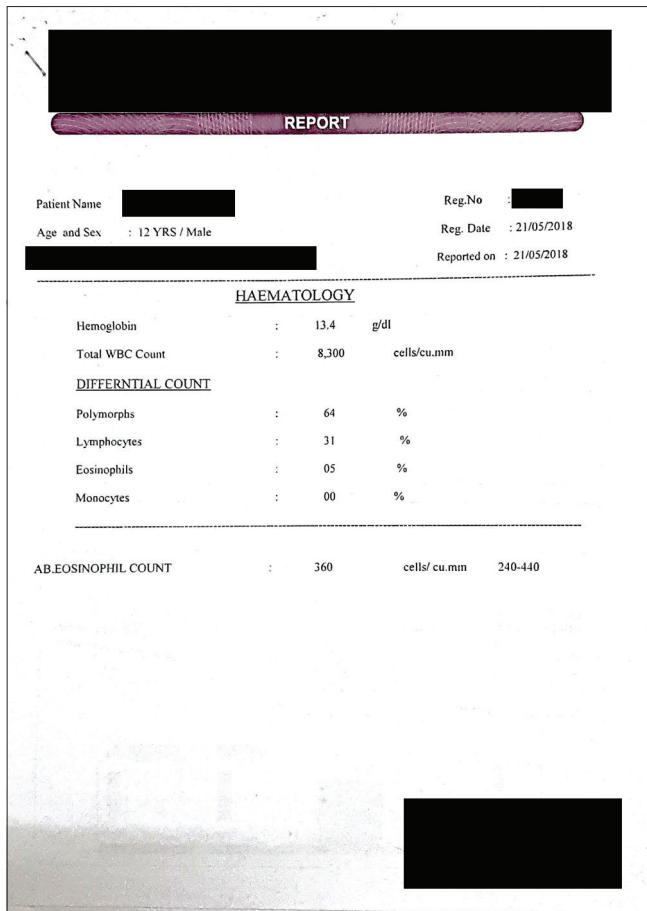 REPORT
Patient Name
Reg.No :
Age and Sex : 12 YRS / Male
Reg. Date : 21/05/2018
Reported on : 21/05/2018
HAEMATOLOGY
Hemoglobin : 13.4 g/dl
Total WBC Count : 8,300 cells/cu.mm
DIFFERNTIAL COUNT
Polymorphs : 64 %
Lymphocytes : 31 %
Eosinophils : 05 %
Monocytes : 00 %
AB.EOSINOPHIL COUNT : 360 cells/ cu.mm 240-440